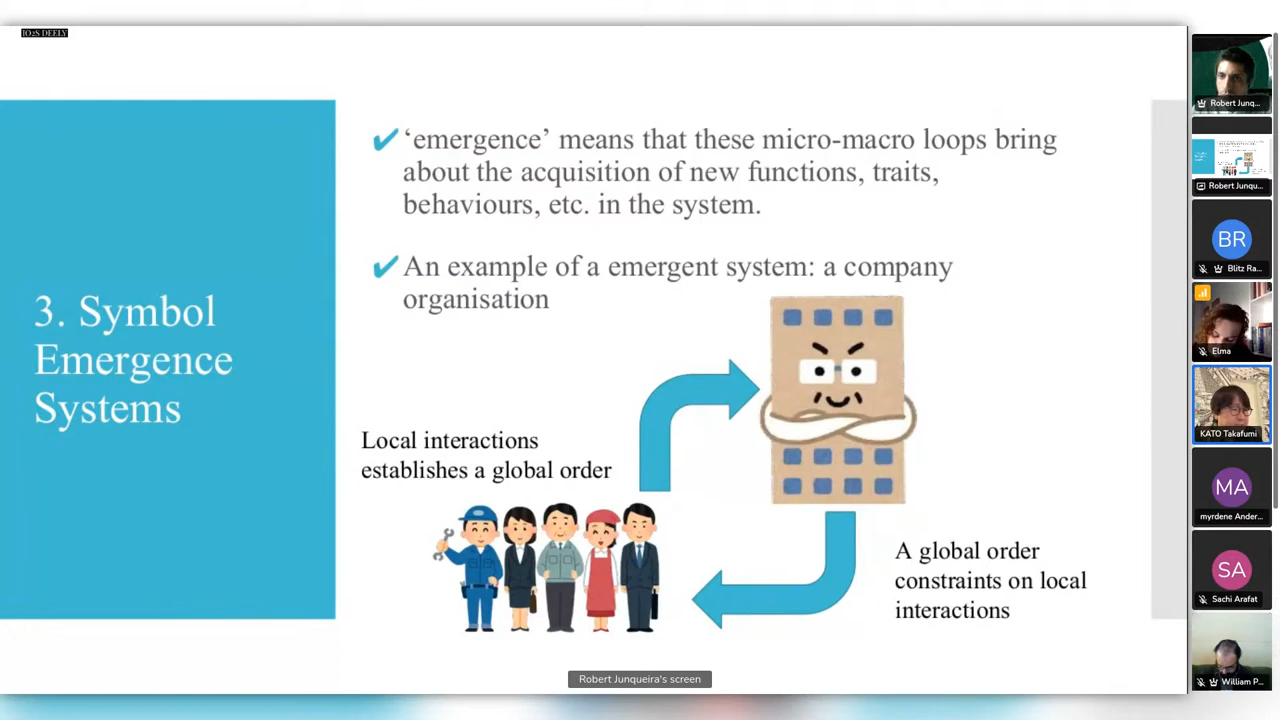 IO2S DEELY
‘emergence’ means that these micro-macro loops bring
about the acquisition of new functions, traits,
behaviours, etc. in the system.
An example of a emergent system: a company
organisation
3. Symbol
Emergence
Systems
Local interactions
establishes a global order
A global order
constraints on local
interactions
Robert Junqueira's screen
Robert Junq...
Robert Junqu...
BR
Blitz Ra...
Elma
KATO Takafumi
MA
myrdene Ander...
SA
Sachi Arafat
William P...